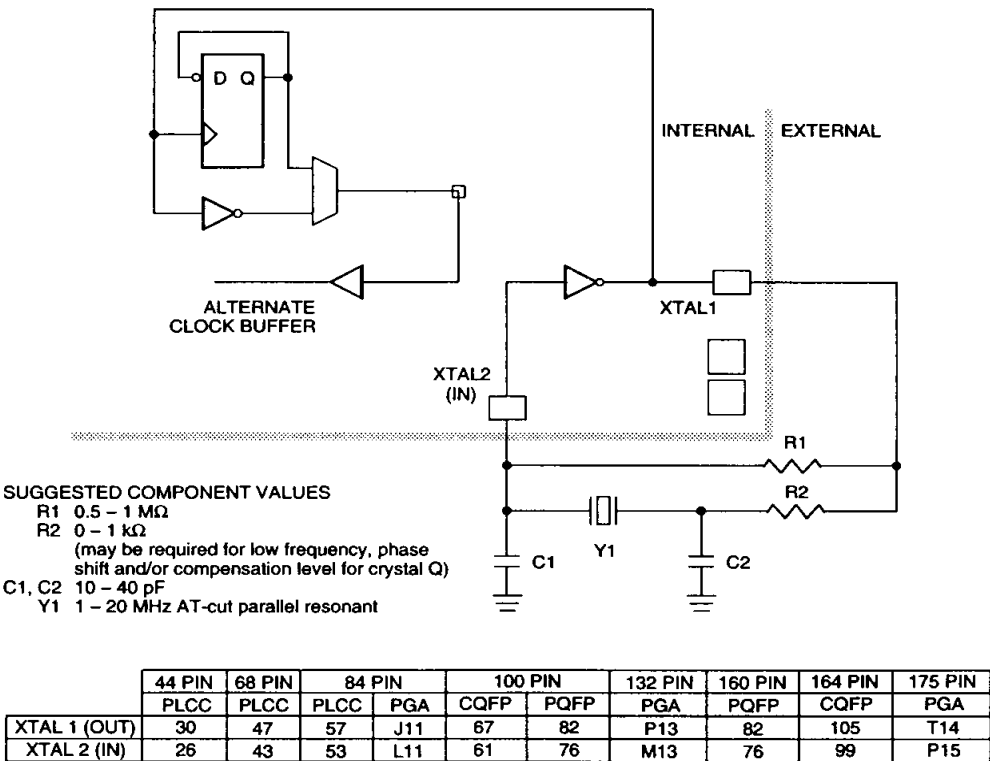 D Q
INTERNAL EXTERNAL
ALTERNATE
CLOCK BUFFER
XTAL1
XTAL2
(IN)
R1
R2
C1
Y1
C2
SUGGESTED COMPONENT VALUES
R1 0.5 – 1 MΩ
R2 0 – 1 kΩ
(may be required for low frequency, phase
shift and/or compensation level for crystal Q)
C1, C2 10 – 40 pF
Y1 1 – 20 MHz AT-cut parallel resonant
44 PIN 68 PIN 84 PIN 100 PIN 132 PIN 160 PIN 164 PIN 175 PIN
PLCC PLCC PLCC PGA CQFP PQFP PGA PQFP CQFP PGA
XTAL 1 (OUT) 30 47 57 J11 67 82 P13 82 105 T14
XTAL 2 (IN) 26 43 53 L11 61 76 M13 76 99 P15